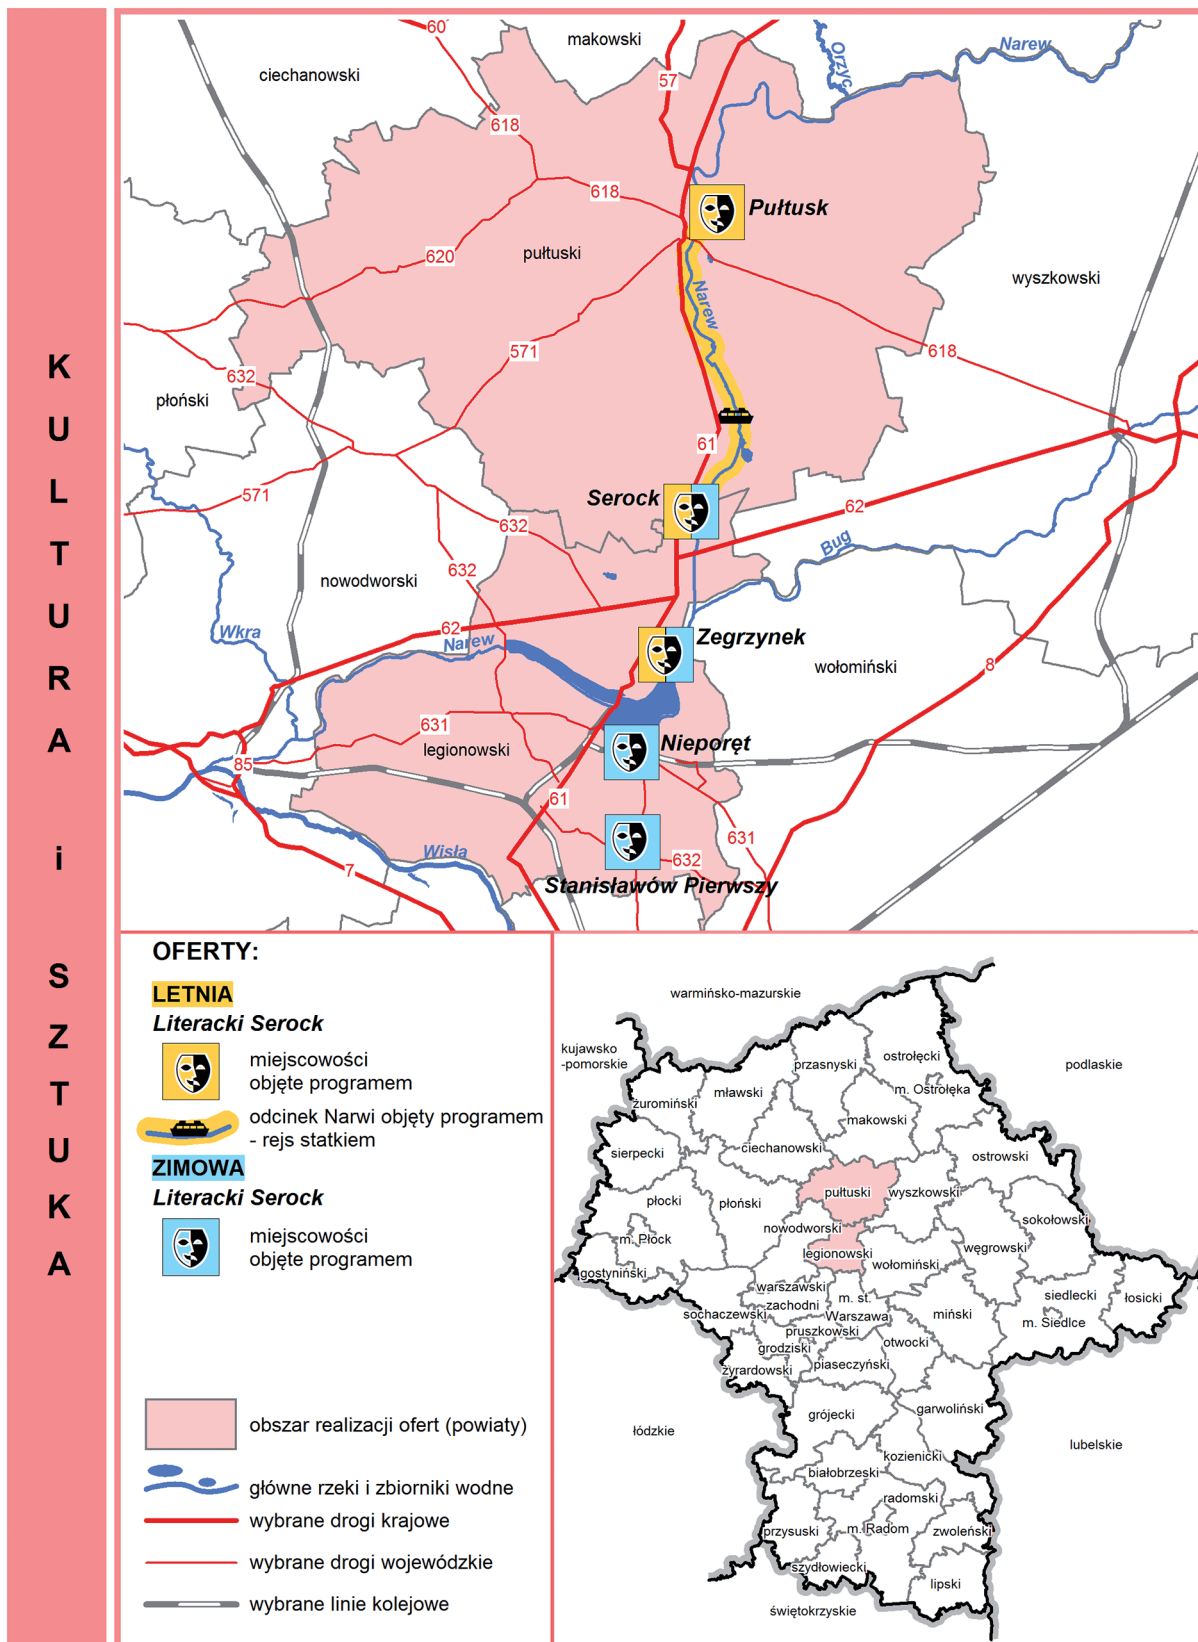 KULTURA i SZTUKA
60
makowski
ciechanowski
57
Orzyc
Narew
618
618
Pułtusk
620
pułtuski
wyszkowski
Narew
571
618
632
płoński
61
571
Serock
62
632
Bug
632
nowodworski
Wkra
62
Narew
Zegrzynek
wołomiński
8
631
legionowski
Nieporęt
85
61
631
Wisła
632
7
Stanisławów Pierwszy
OFERTY:
LETNIA
Literacki Serock
miejscowości
objęte programem
odcinek Narwi objęty programem
- rejs statkiem
ZIMOWA
Literacki Serock
miejscowości
objęte programem
obszar realizacji ofert (powiaty)
główne rzeki i zbiorniki wodne
wybrane drogi krajowe
wybrane drogi wojewódzkie
wybrane linie kolejowe
warmińsko-mazurskie
kujawsko
-pomorskie
podlaskie
ostrołęcki
przasnyski
m. Ostrołęka
mławski
żuromiński
makowski
ciechanowski
sierpecki
ostrowski
płocki
płoński
pułtuski
wyszkowski
sokołowski
nowodworski
m. Płock
legionowski
węgrowski
wołomiński
gostyniński
warszawski
zachodni
m. st.
Warszawa
siedlecki
łosicki
sochaczewski
miński
m. Siedlce
pruszkowski
grodziski
otwocki
żyrardowski
piaseczyński
grójecki
garwoliński
łódzkie
lubelskie
kozienicki
białobrzeski
radomski
przysuski
m. Radom
zwoleński
szydłowiecki
lipski
świętokrzyskie